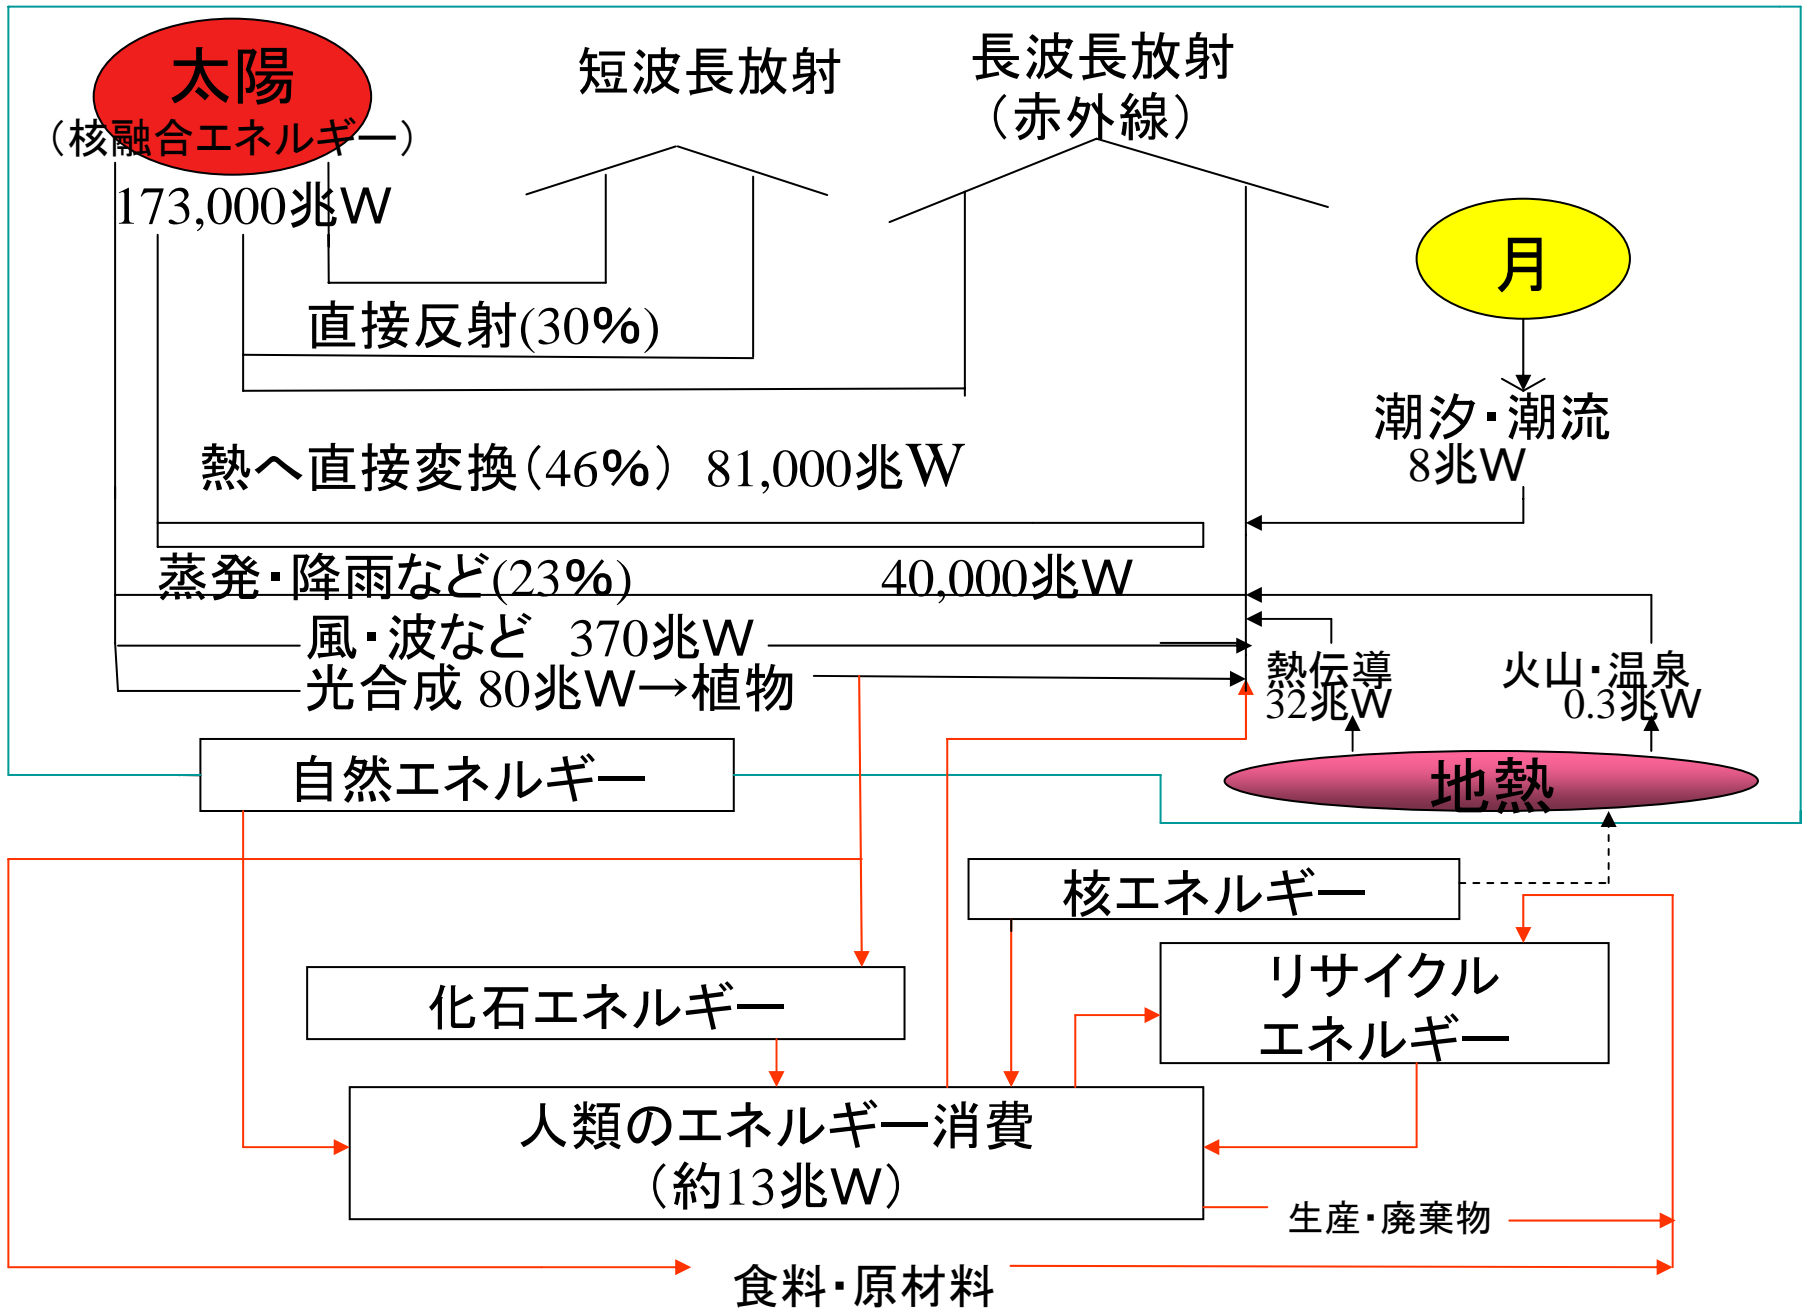 太陽
（核融合エネルギー）
173,000兆W
短波長放射
長波長放射
（赤外線）
月
直接反射(30%)
潮汐・潮流
8兆W
熱へ直接変換（46%） 81,000兆W
蒸発・降雨など(23%) 40,000兆W
風・波など 370兆W
光合成 80兆W→植物
熱伝導
32兆W
火山・温泉
0.3兆W
自然エネルギー
地熱
核エネルギー
化石エネルギー
リサイクル
エネルギー
人類のエネルギー消費
（約13兆W）
生産・廃棄物
食料・原材料